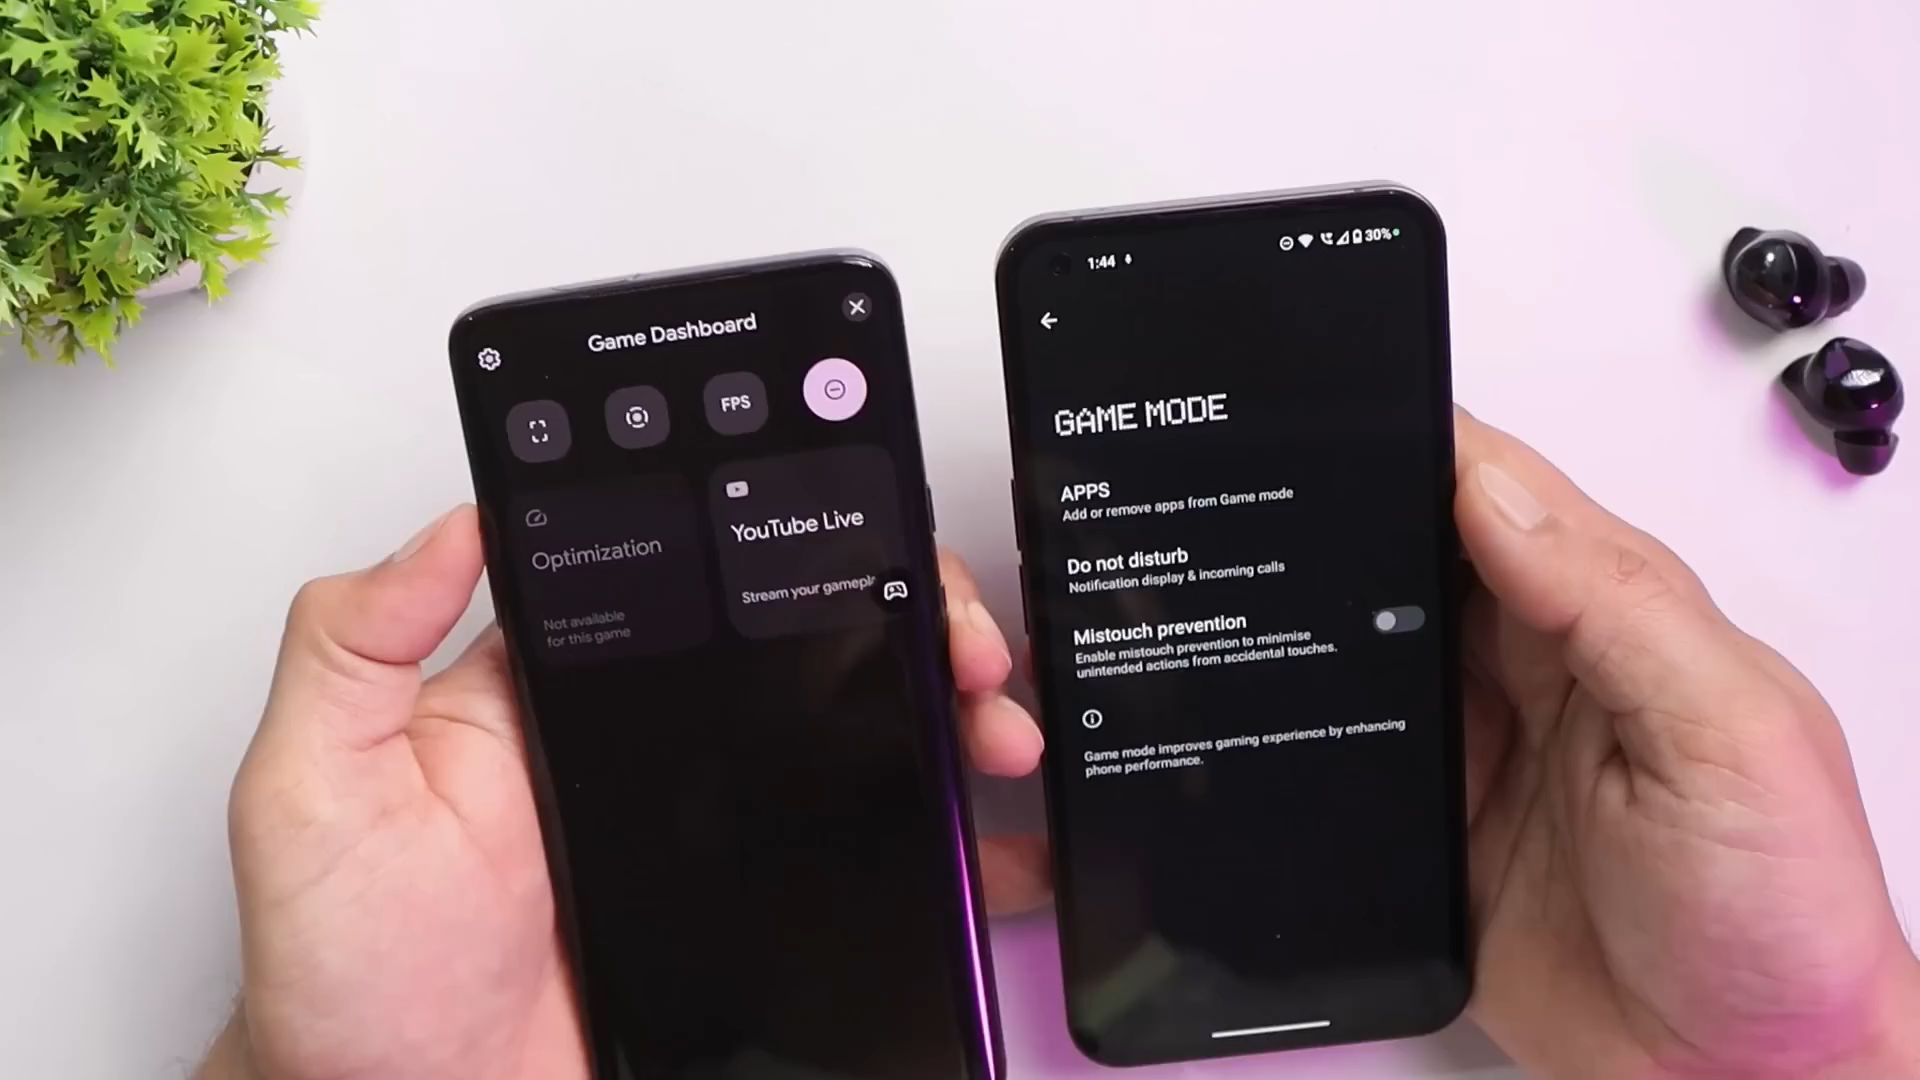 Game Dashboard
FPS
Optimization
Not available
for this game
YouTube Live
Stream your gamepl
1:44
30%
GAME MODE
APPS
Add or remove apps from Game mode
Do not disturb
Notification display & incoming calls
Mistouch prevention
Enable mistouch prevention to minimise
unintended actions from accidental touches.
Game mode improves gaming experience by enhancing
phone performance.